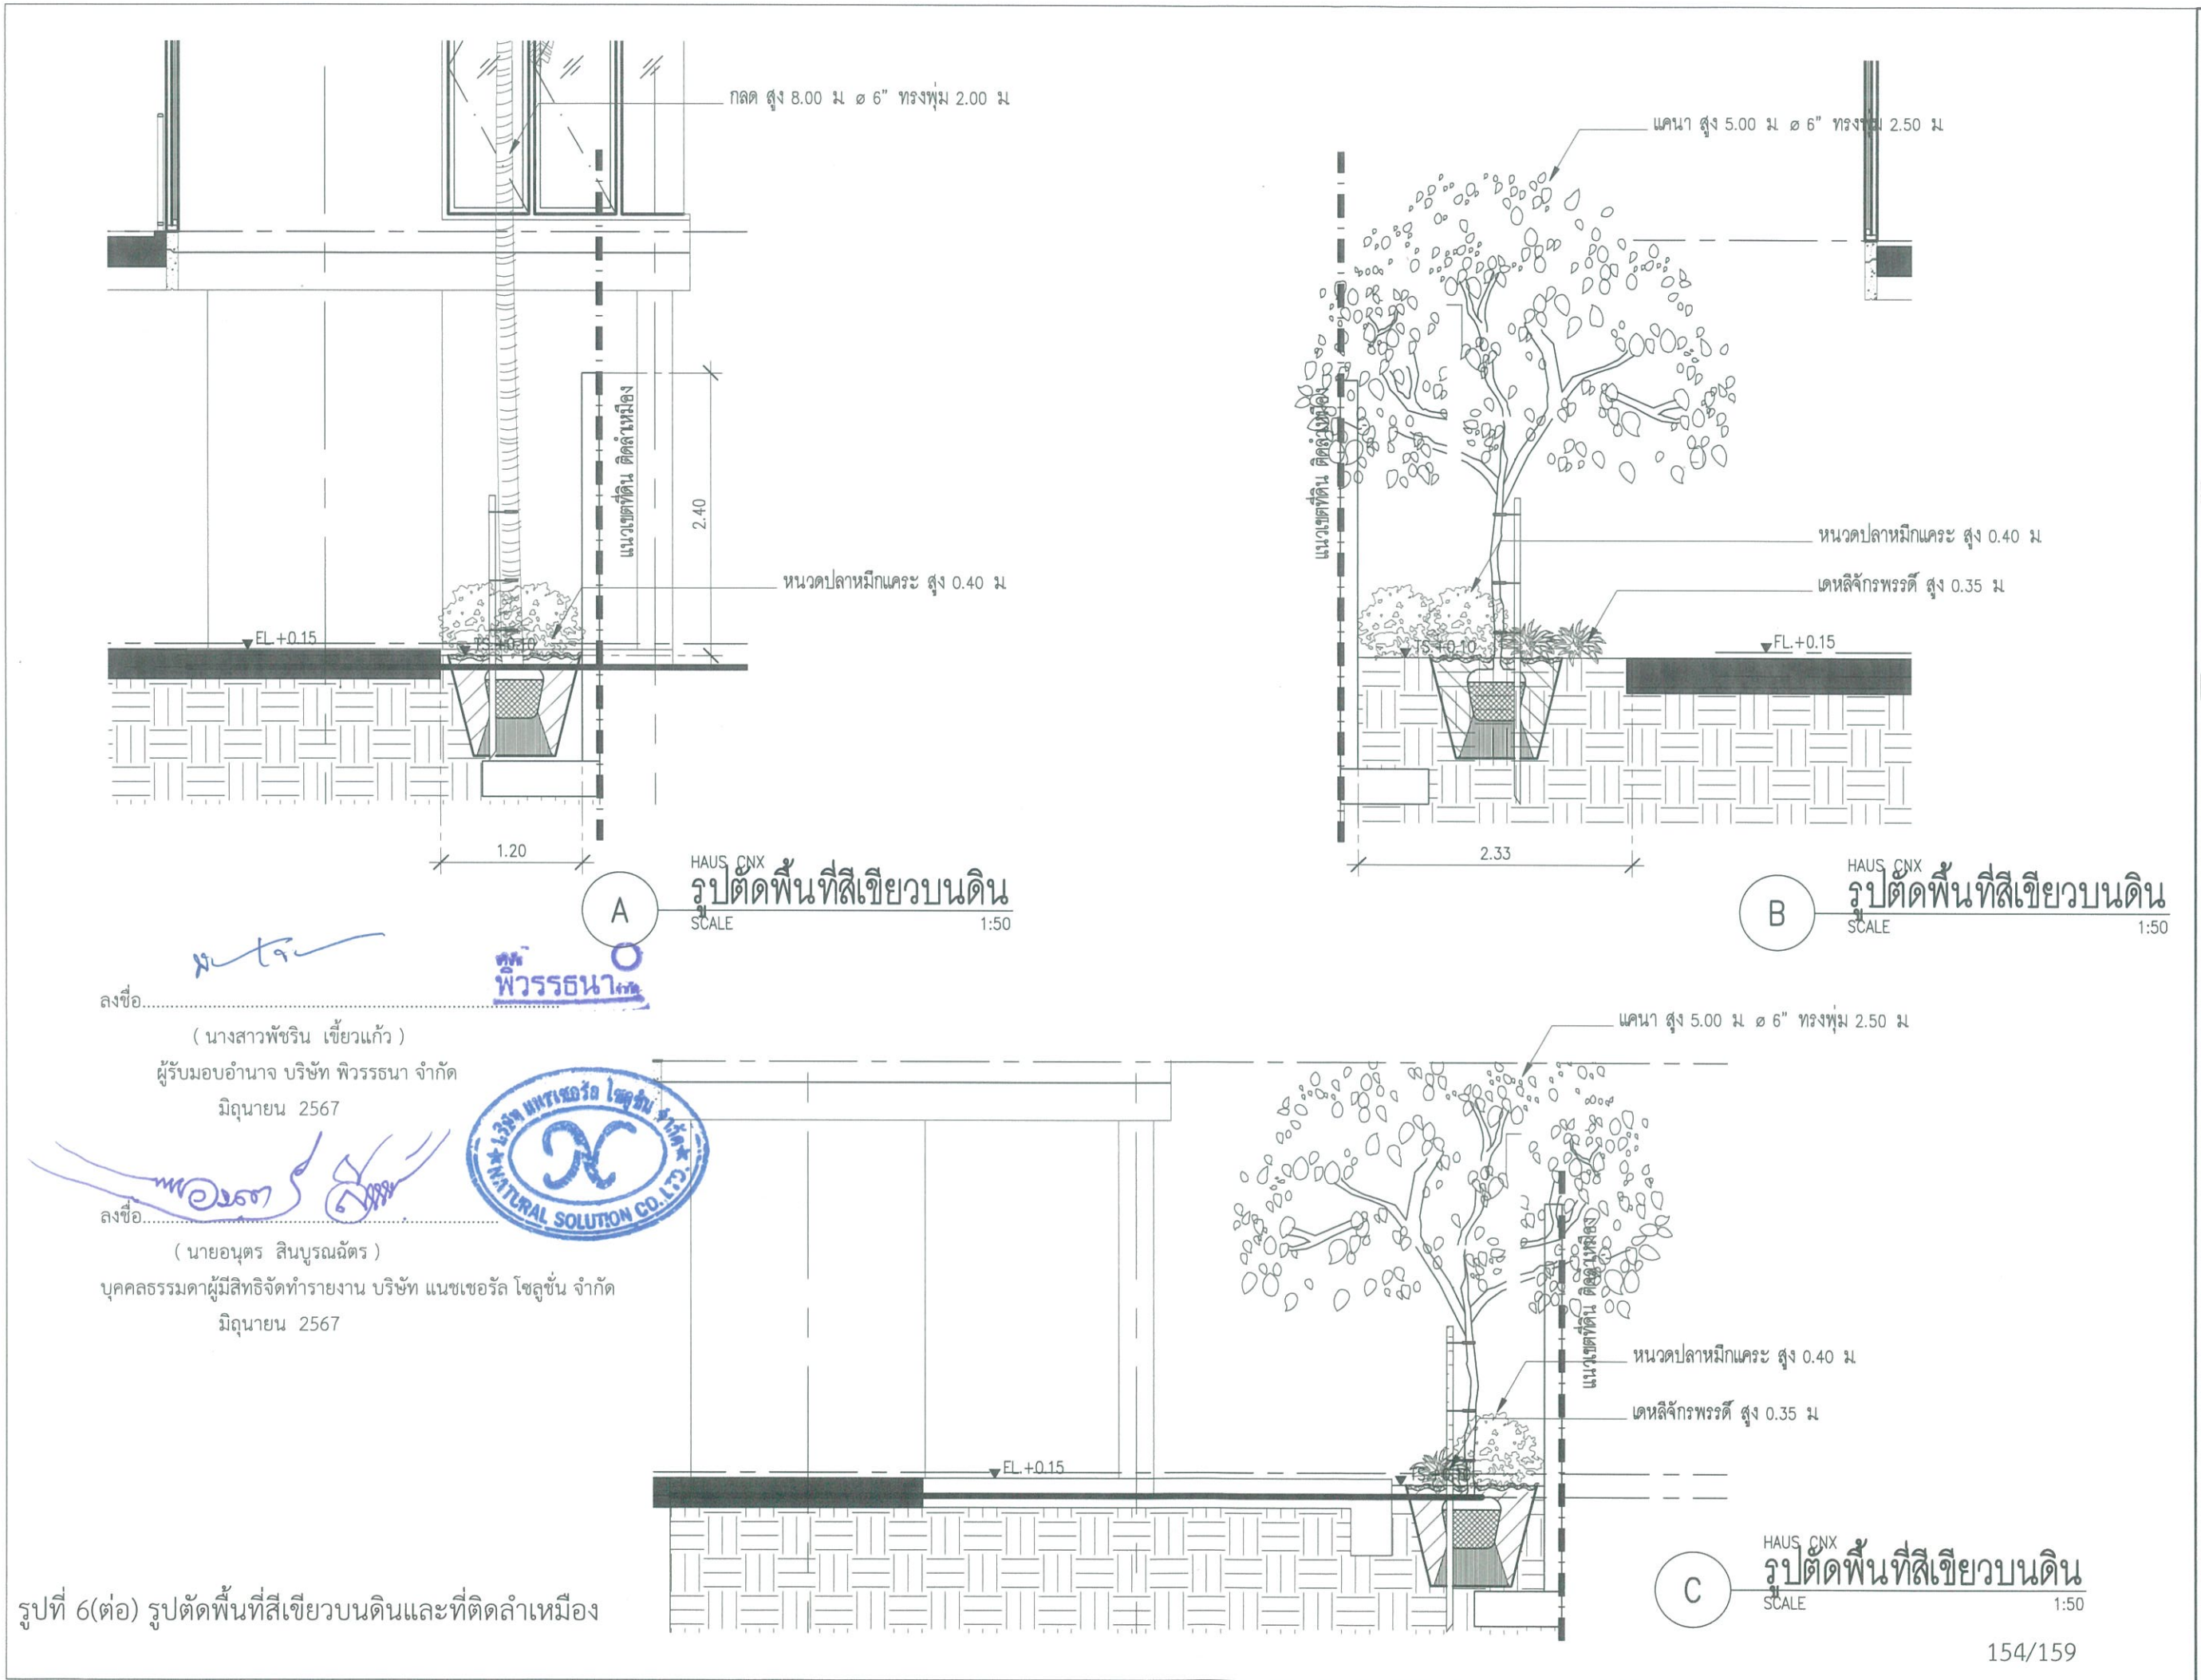 กลด สูง 8.00 ม. ø 6" ทรงพุ่ม 2.00 ม.
แนวเขตที่ดิน ติดลำเหมือง
2.40
หนวดปลาหมึกแคระ สูง 0.40 ม.
FL.+0.15
TS.+0.10
1.20
A
HAUS CNX
รูปตัดพื้นที่สีเขียวบนดิน
SCALE 1:50
แคนา สูง 5.00 ม. ø 6" ทรงพุ่ม 2.50 ม.
แนวเขตที่ดิน ติดลำเหมือง
หนวดปลาหมึกแคระ สูง 0.40 ม.
เดหลีจักรพรรดิ์ สูง 0.35 ม.
TS.+0.10
FL.+0.15
2.33
B
HAUS CNX
รูปตัดพื้นที่สีเขียวบนดิน
SCALE 1:50
พิวรรธนา
ลงชื่อ
( นางสาวพัชริน เขี้ยวแก้ว )
ผู้รับมอบอำนาจ บริษัท พิวรรธนา จำกัด
มิถุนายน 2567
บริษัท แนทเชอรัล โซลูชั่น จำกัด
NATURAL SOLUTION CO.,LTD.
ลงชื่อ
( นายอนุตร สินบูรณฉัตร )
บุคคลธรรมดาผู้มีสิทธิจัดทำรายงาน บริษัท แนชเชอรัล โซลูชั่น จำกัด
มิถุนายน 2567
แคนา สูง 5.00 ม. ø 6" ทรงพุ่ม 2.50 ม.
แนวเขตที่ดิน ติดลำเหมือง
หนวดปลาหมึกแคระ สูง 0.40 ม.
เดหลีจักรพรรดิ์ สูง 0.35 ม.
FL.+0.15
C
HAUS CNX
รูปตัดพื้นที่สีเขียวบนดิน
SCALE 1:50
รูปที่ 6(ต่อ) รูปตัดพื้นที่สีเขียวบนดินและที่ติดลำเหมือง
154/159